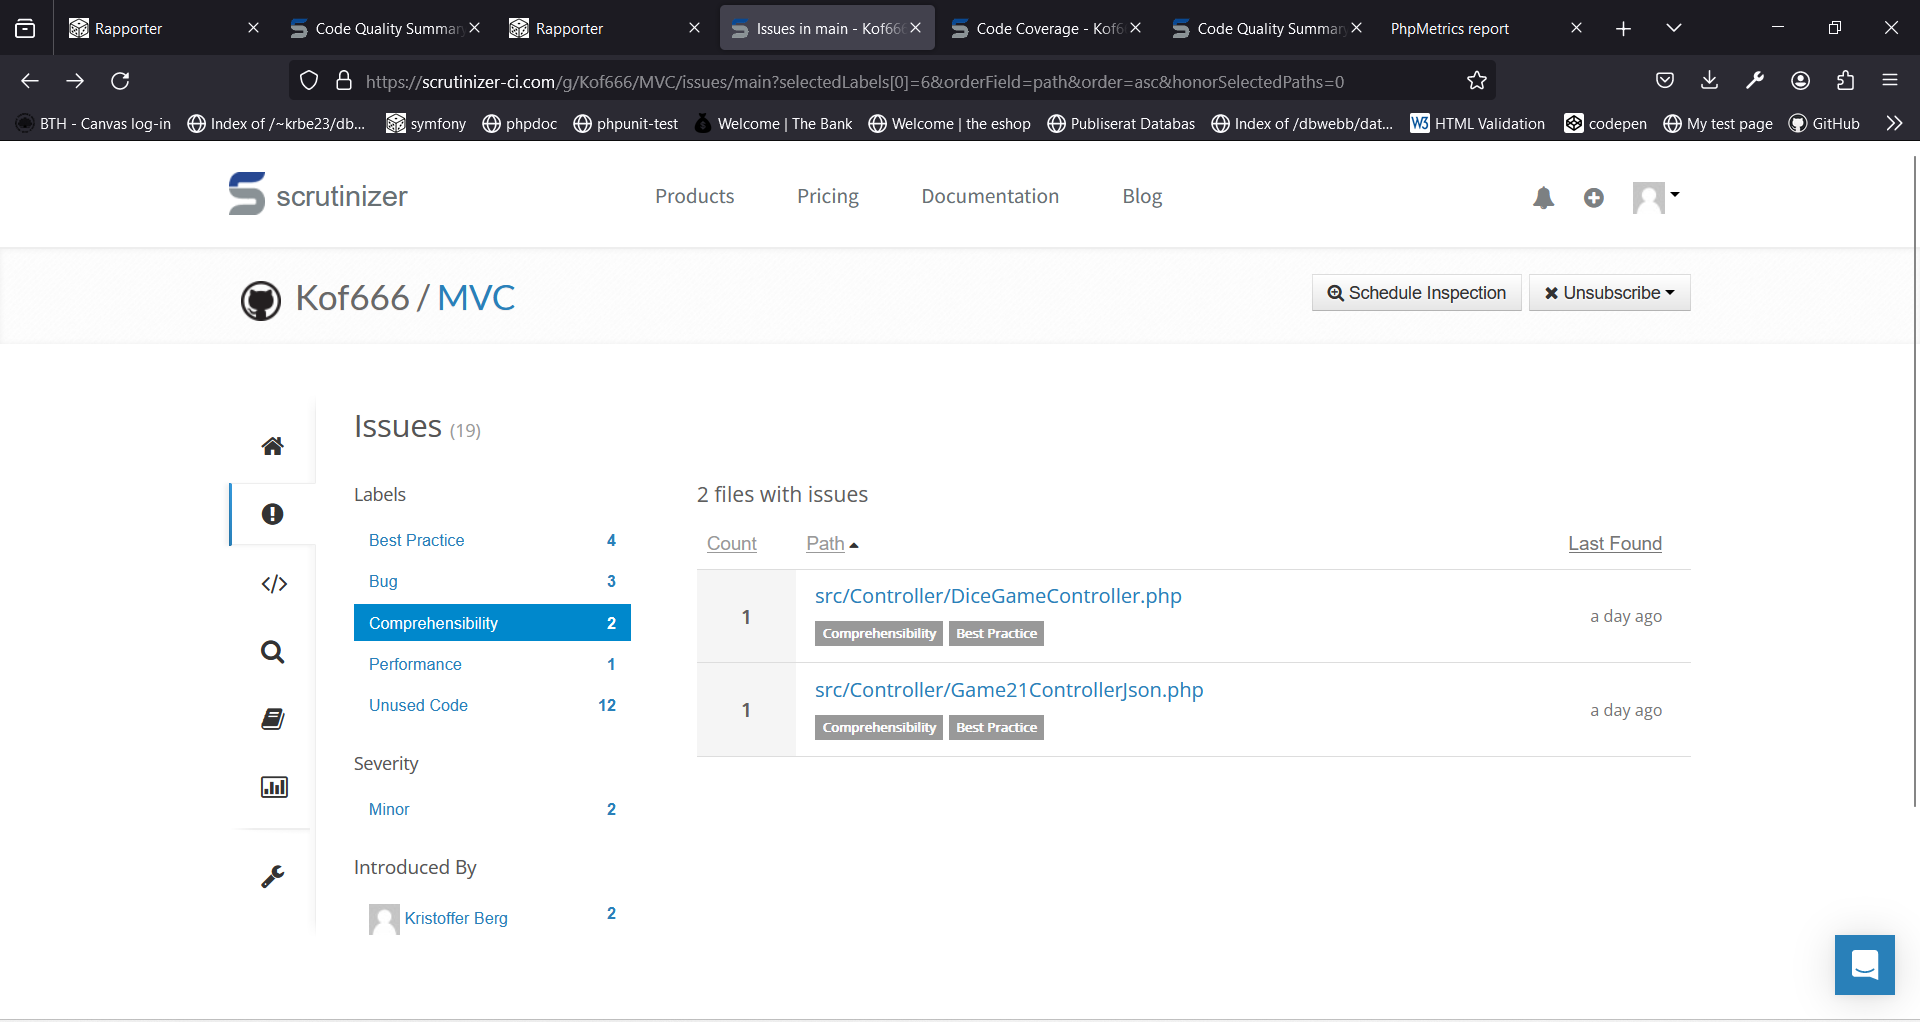 Rapporter
Code Quality Summary
Rapporter
Issues in main - Kof666
Code Coverage - Kof6
Code Quality Summary
PhpMetrics report
https://scrutinizer-ci.com/g/Kof666/MVC/issues/main?selectedLabels[0]=6&orderField=path&order=asc&honorSelectedPaths=0
BTH - Canvas log-in
Index of /~krbe23/db...
symfony
phpdoc
phpunit-test
Welcome | The Bank
Welcome | the eshop
Publiserat Databas
Index of /dbwebb/dat...
HTML Validation
codepen
My test page
GitHub
scrutinizer
Products
Pricing
Documentation
Blog
Kof666 / MVC
Schedule Inspection
Unsubscribe
Issues (19)
Labels
Best Practice 4
Bug 3
Comprehensibility 2
Performance 1
Unused Code 12
Severity
Minor 2
Introduced By
Kristoffer Berg 2
2 files with issues
Count Path Last Found
1 src/Controller/DiceGameController.php a day ago
Comprehensibility Best Practice
1 src/Controller/Game21ControllerJson.php a day ago
Comprehensibility Best Practice